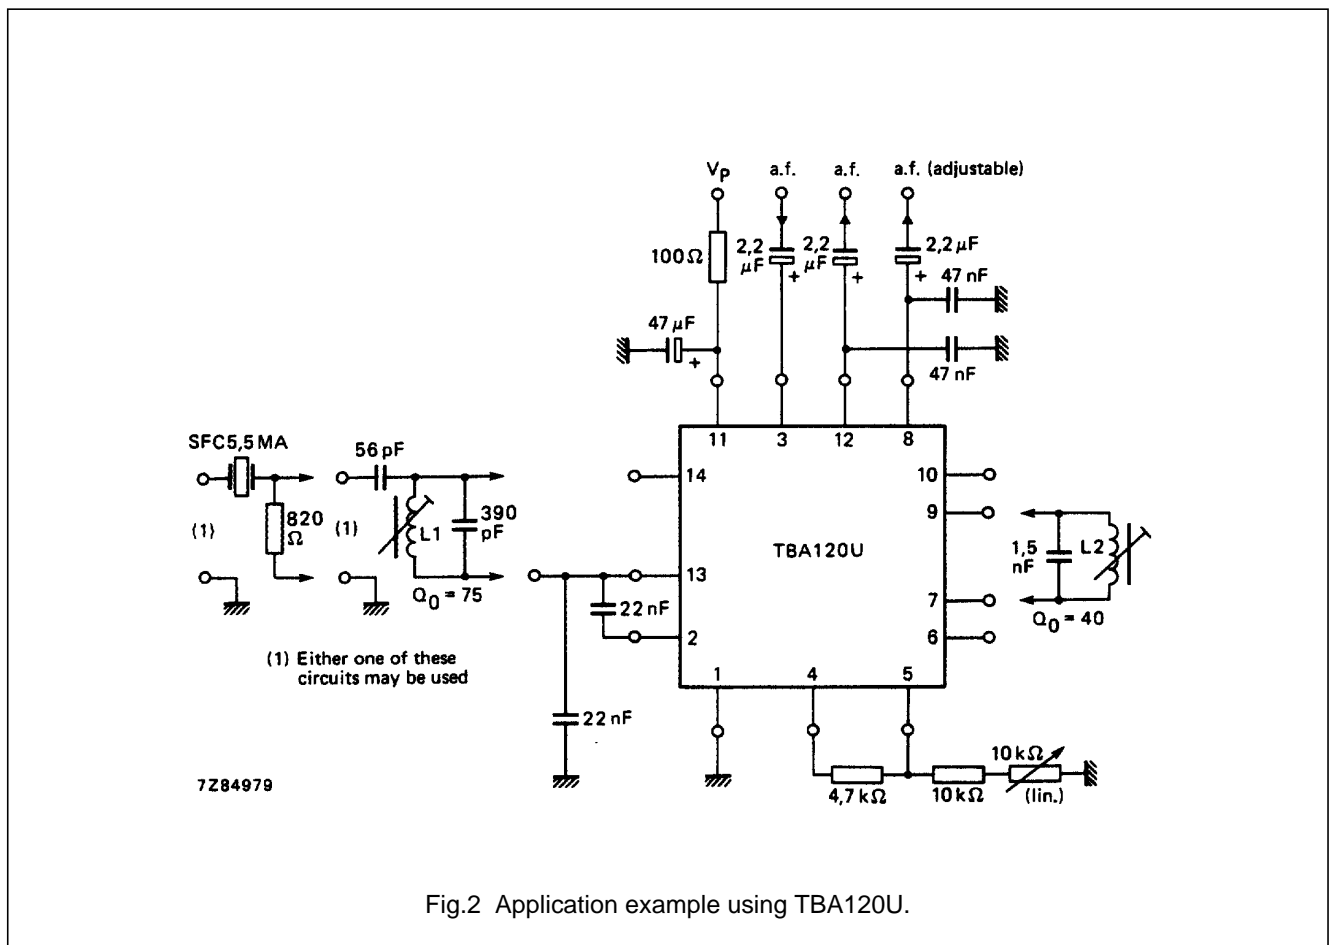 Vp
a.f.
a.f.
a.f. (adjustable)
100Ω
2,2
μF
2,2
μF
2,2 μF
47 nF
47 μF
47 nF
+
+
+
+
SFC5,5MA
56 pF
11
3
12
8
14
10
(1)
820
Ω
(1)
L1
390
pF
9
TBA120U
1,5
nF
L2
13
7
Q0 = 75
22 nF
Q0 = 40
2
6
(1) Either one of these
circuits may be used
1
4
5
22 nF
10 kΩ
7Z84979
4,7 kΩ
10kΩ
(lin.)
Fig.2 Application example using TBA120U.